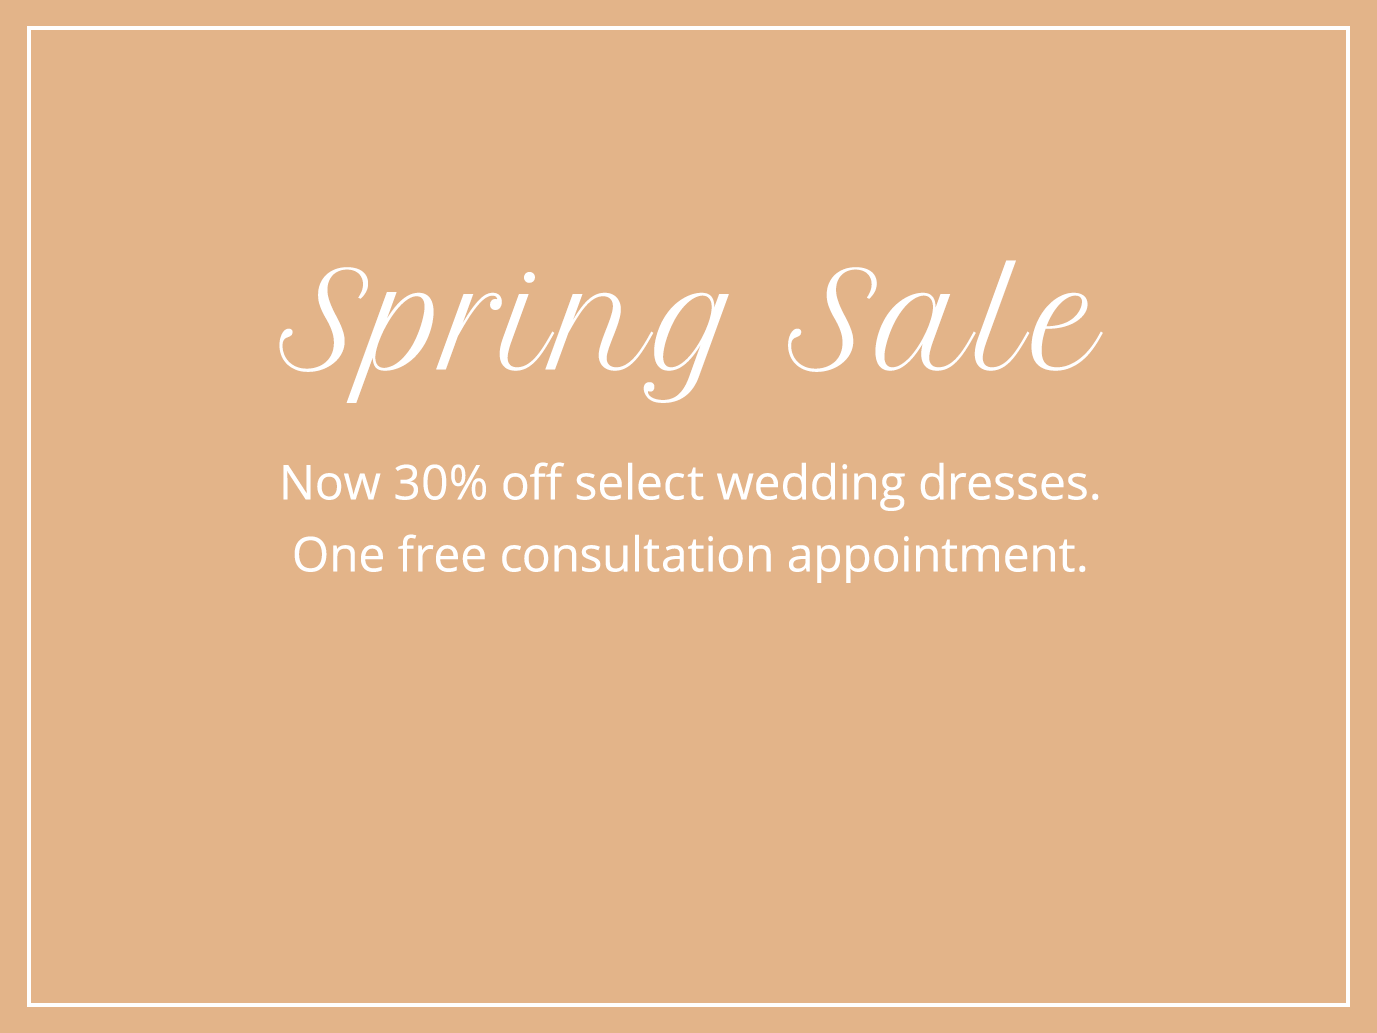 Spring Sale
Now 30% off select wedding dresses.
One free consultation appointment.